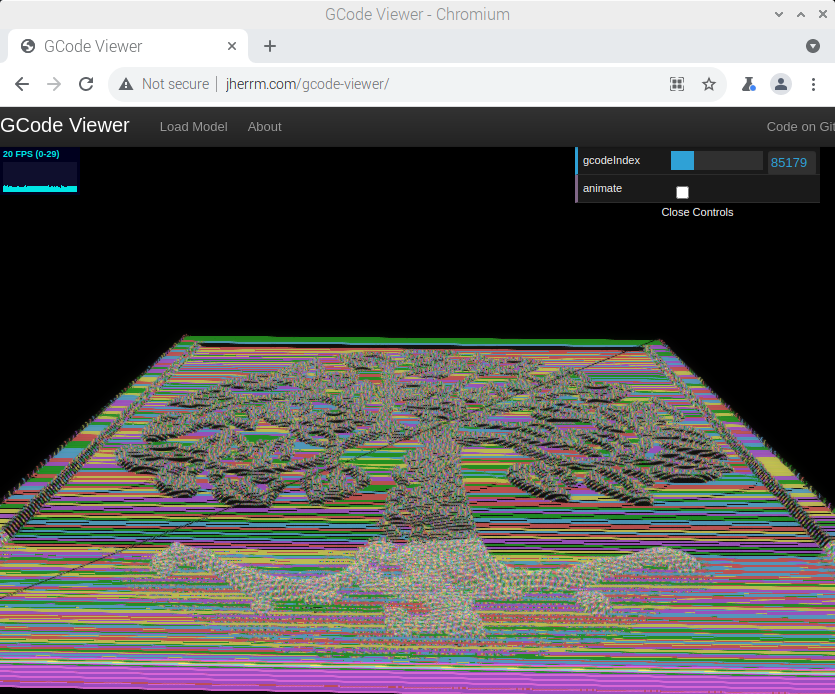 GCode Viewer - Chromium
GCode Viewer
Not secure jherrm.com/gcode-viewer/
GCode Viewer Load Model About Code on Git
20 FPS (0-29)
gcodeIndex 85179
animate
Close Controls